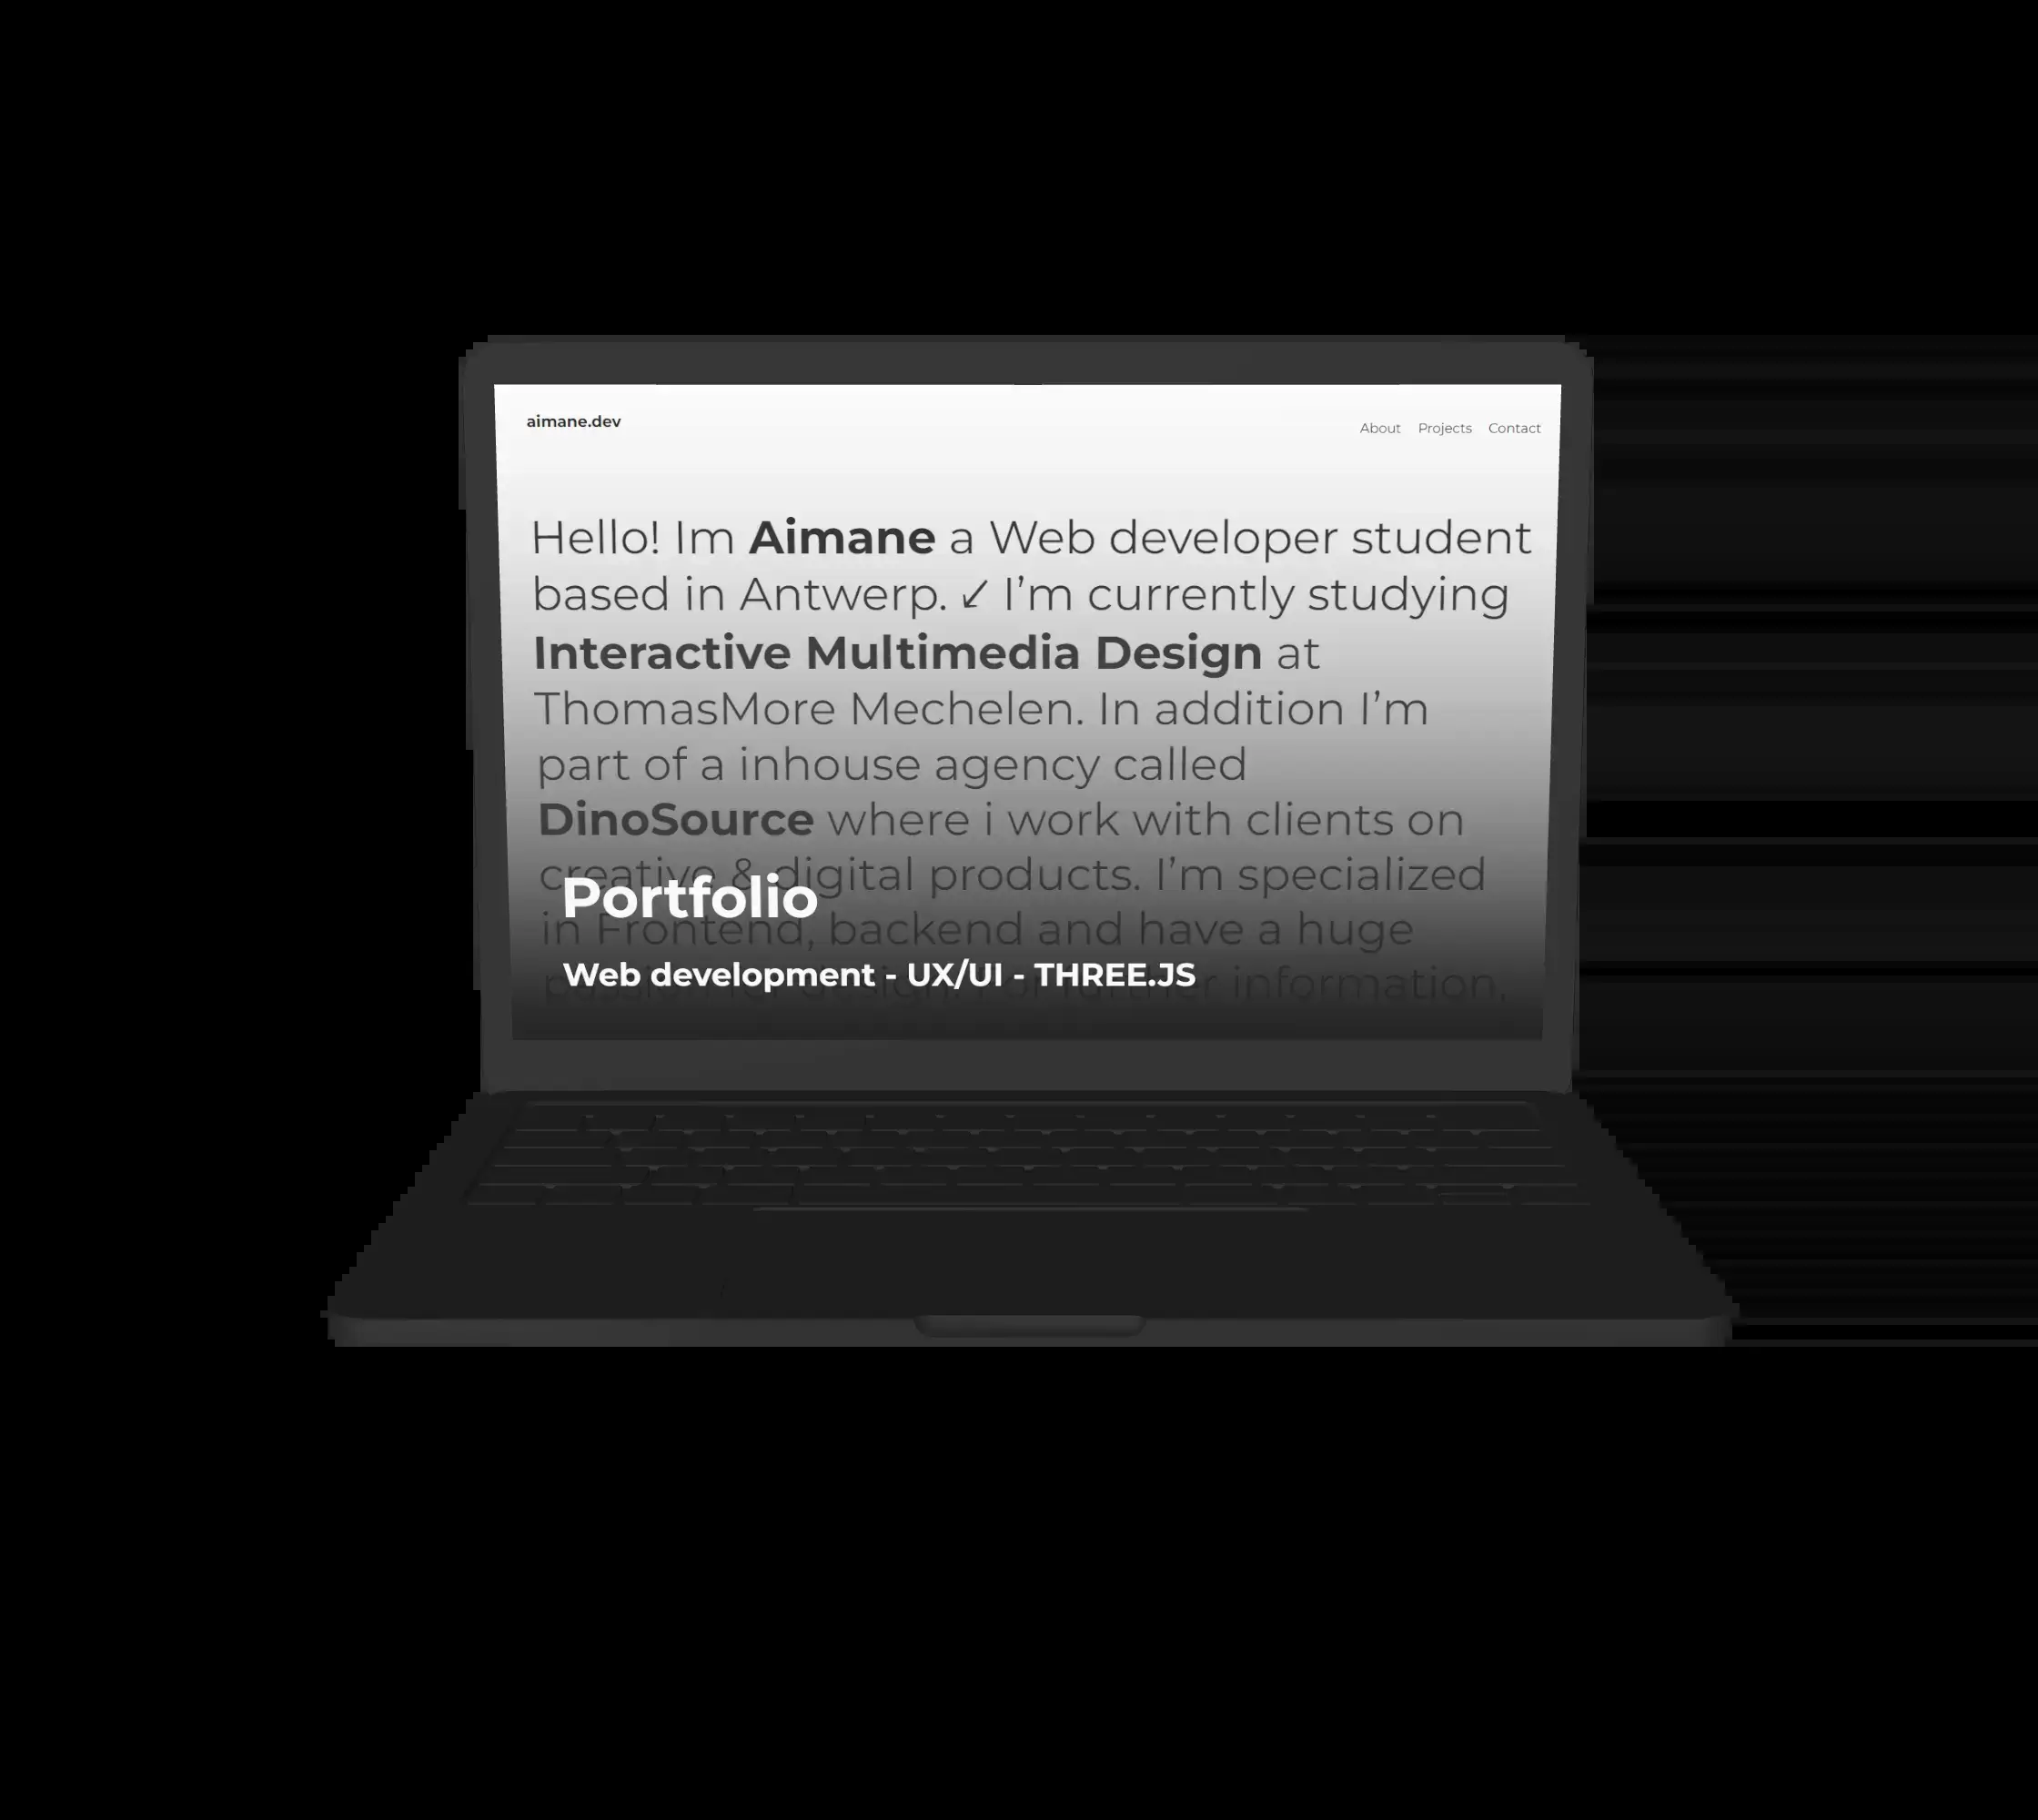 aimane.dev
About Projects Contact
Hello! Im Aimane a Web developer student
based in Antwerp. ↙ I’m currently studying
Interactive Multimedia Design at
ThomasMore Mechelen. In addition I’m
part of a inhouse agency called
DinoSource where i work with clients on
creative & digital products. I’m specialized
Portfolio
in Frontend, backend and have a huge
Web development - UX/UI - THREE.JS
information,